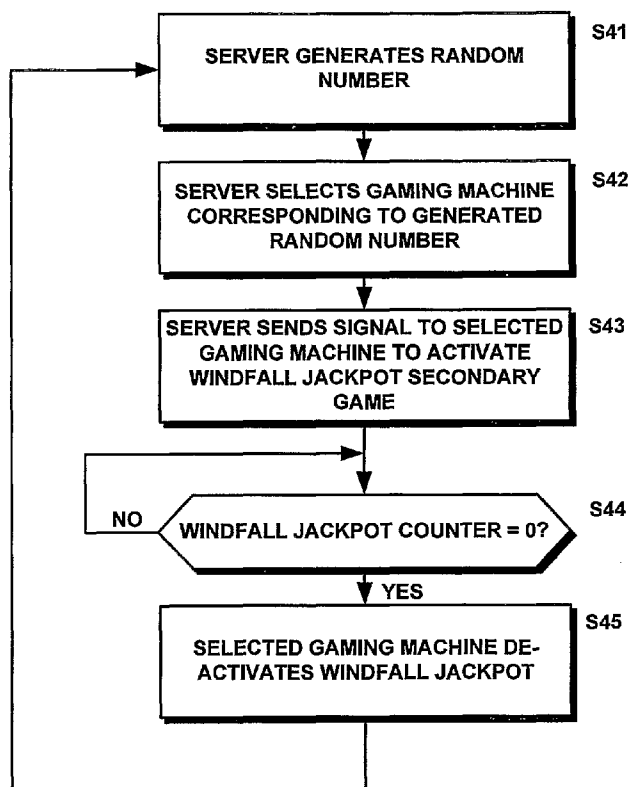 SERVER GENERATES RANDOM
NUMBER
S41
SERVER SELECTS GAMING MACHINE
CORRESPONDING TO GENERATED
RANDOM NUMBER
S42
SERVER SENDS SIGNAL TO SELECTED
GAMING MACHINE TO ACTIVATE
WINDFALL JACKPOT SECONDARY
GAME
S43
NO
WINDFALL JACKPOT COUNTER = 0?
S44
YES
SELECTED GAMING MACHINE DE-
ACTIVATES WINDFALL JACKPOT
S45